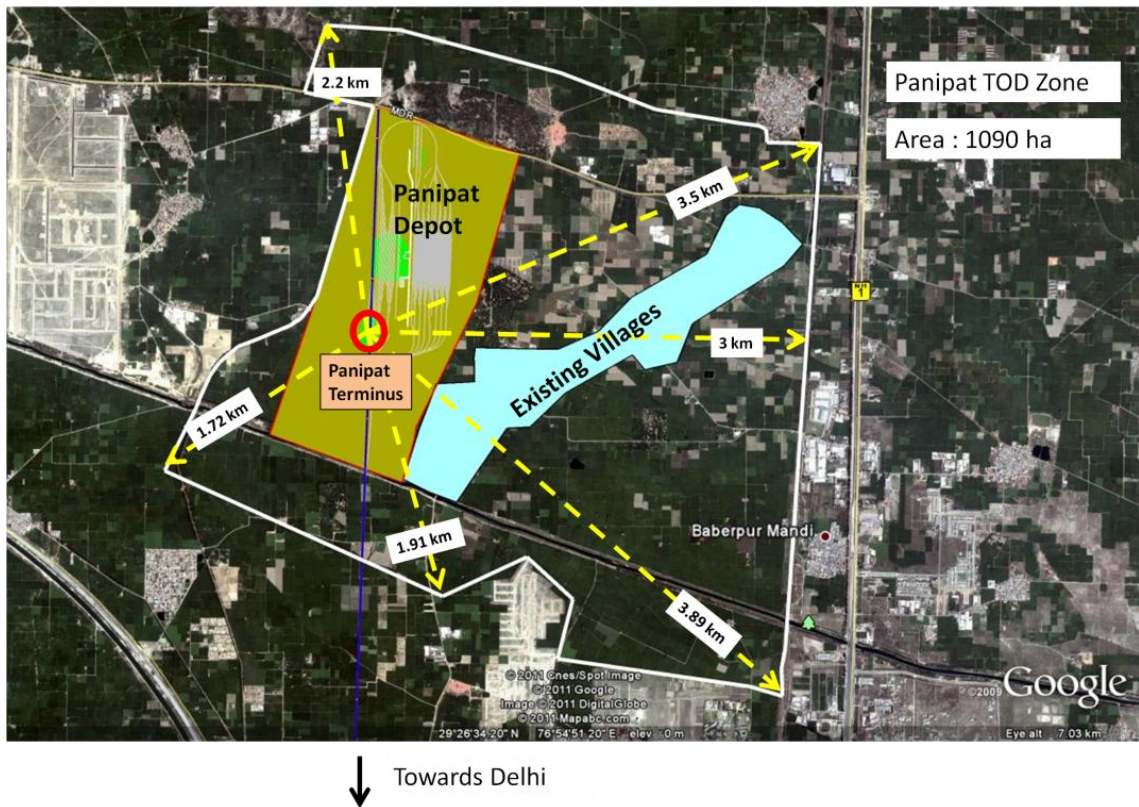 Panipat TOD Zone
Area : 1090 ha
2.2 km
MDR
Panipat
Depot
3.5 km
NH
1
Existing Villages
3 km
Panipat
Terminus
1.72 km
1.91 km
Baberpur Mandi
3.89 km
© 2011 Cnes/Spot Image
© 2011 Google
Image © 2011 DigitalGlobe
© 2011 Mapabc.com
©2009 Google
29°26'34.20" N 76°54'51.20" E elev 0 m
Eye alt 7.03 km
Towards Delhi